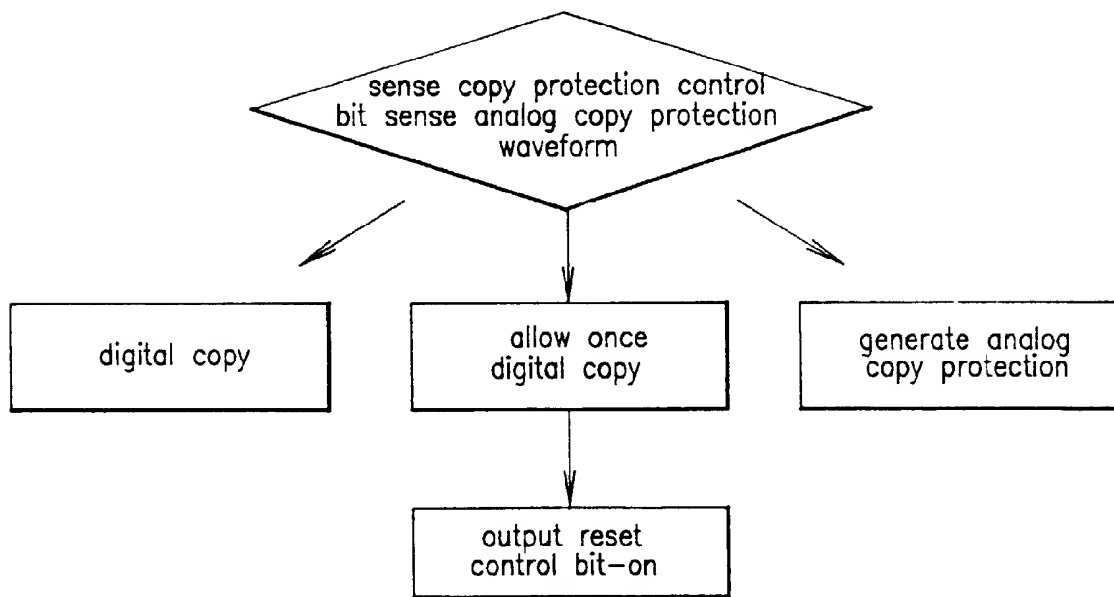 sense copy protection control
bit sense analog copy protection
waveform
digital copy
allow once
digital copy
generate analog
copy protection
output reset
control bit-on